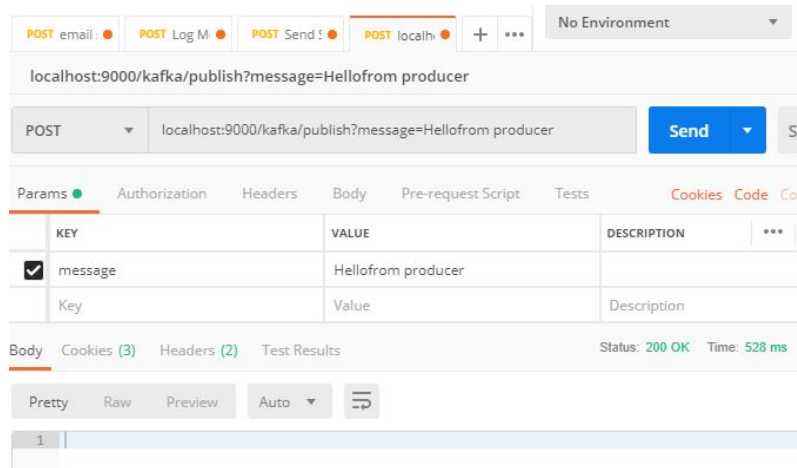 POST email : POST Log M POST Send S POST localh + ••• No Environment
localhost:9000/kafka/publish?message=Hellofrom producer
POST localhost:9000/kafka/publish?message=Hellofrom producer Send S
Params Authorization Headers Body Pre-request Script Tests Cookies Code Co
KEY VALUE DESCRIPTION •••
message Hellofrom producer
Key Value Description
Body Cookies (3) Headers (2) Test Results Status: 200 OK Time: 528 ms
Pretty Raw Preview Auto
1